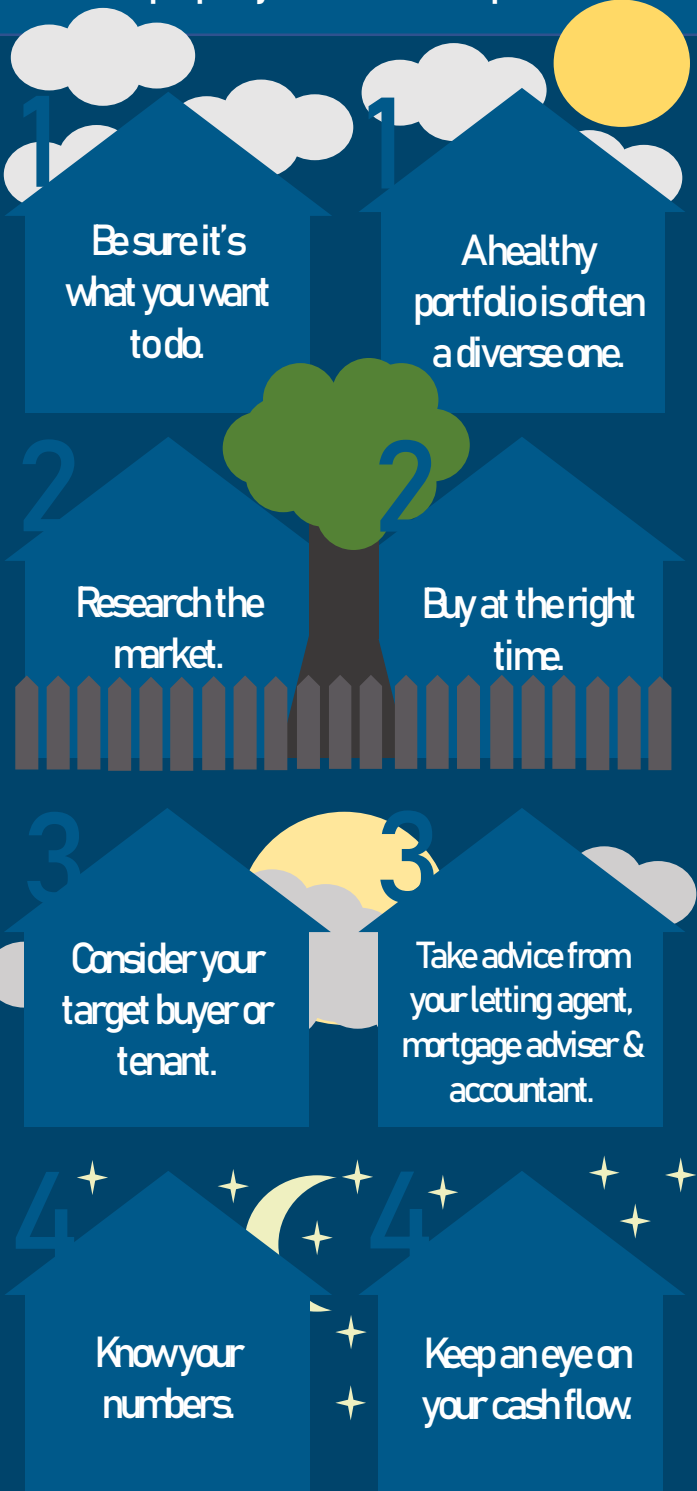 1
Be sure it's
what you want
to do.
1
A healthy
portfolio is often
a diverse one.
2
Research the
market.
2
Buy at the right
time.
3
Consider your
target buyer or
tenant.
3
Take advice from
your letting agent,
mortgage adviser &
accountant.
4
Know your
numbers.
4
Keep an eye on
your cash flow.